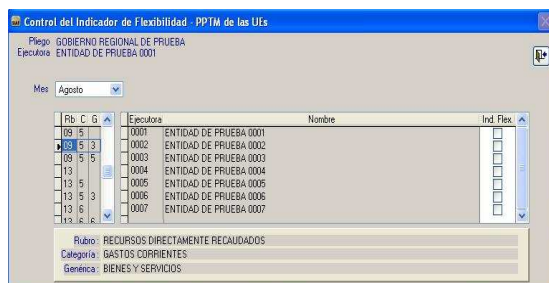 Control del Indicador de Flexibilidad - PPTM de las UEs
Pliego GOBIERNO REGIONAL DE PRUEBA
Ejecutora ENTIDAD DE PRUEBA 0001
Mes Agosto
Rb C G Ejecutora Nombre Ind. Flex.
09 5 0001 ENTIDAD DE PRUEBA 0001
09 5 3 0002 ENTIDAD DE PRUEBA 0002
09 5 5 0003 ENTIDAD DE PRUEBA 0003
13 0004 ENTIDAD DE PRUEBA 0004
13 5 0005 ENTIDAD DE PRUEBA 0005
13 5 3 0006 ENTIDAD DE PRUEBA 0006
13 6 0007 ENTIDAD DE PRUEBA 0007
13 6 6
Rubro : RECURSOS DIRECTAMENTE RECAUDADOS
Categoría : GASTOS CORRIENTES
Genérica : BIENES Y SERVICIOS